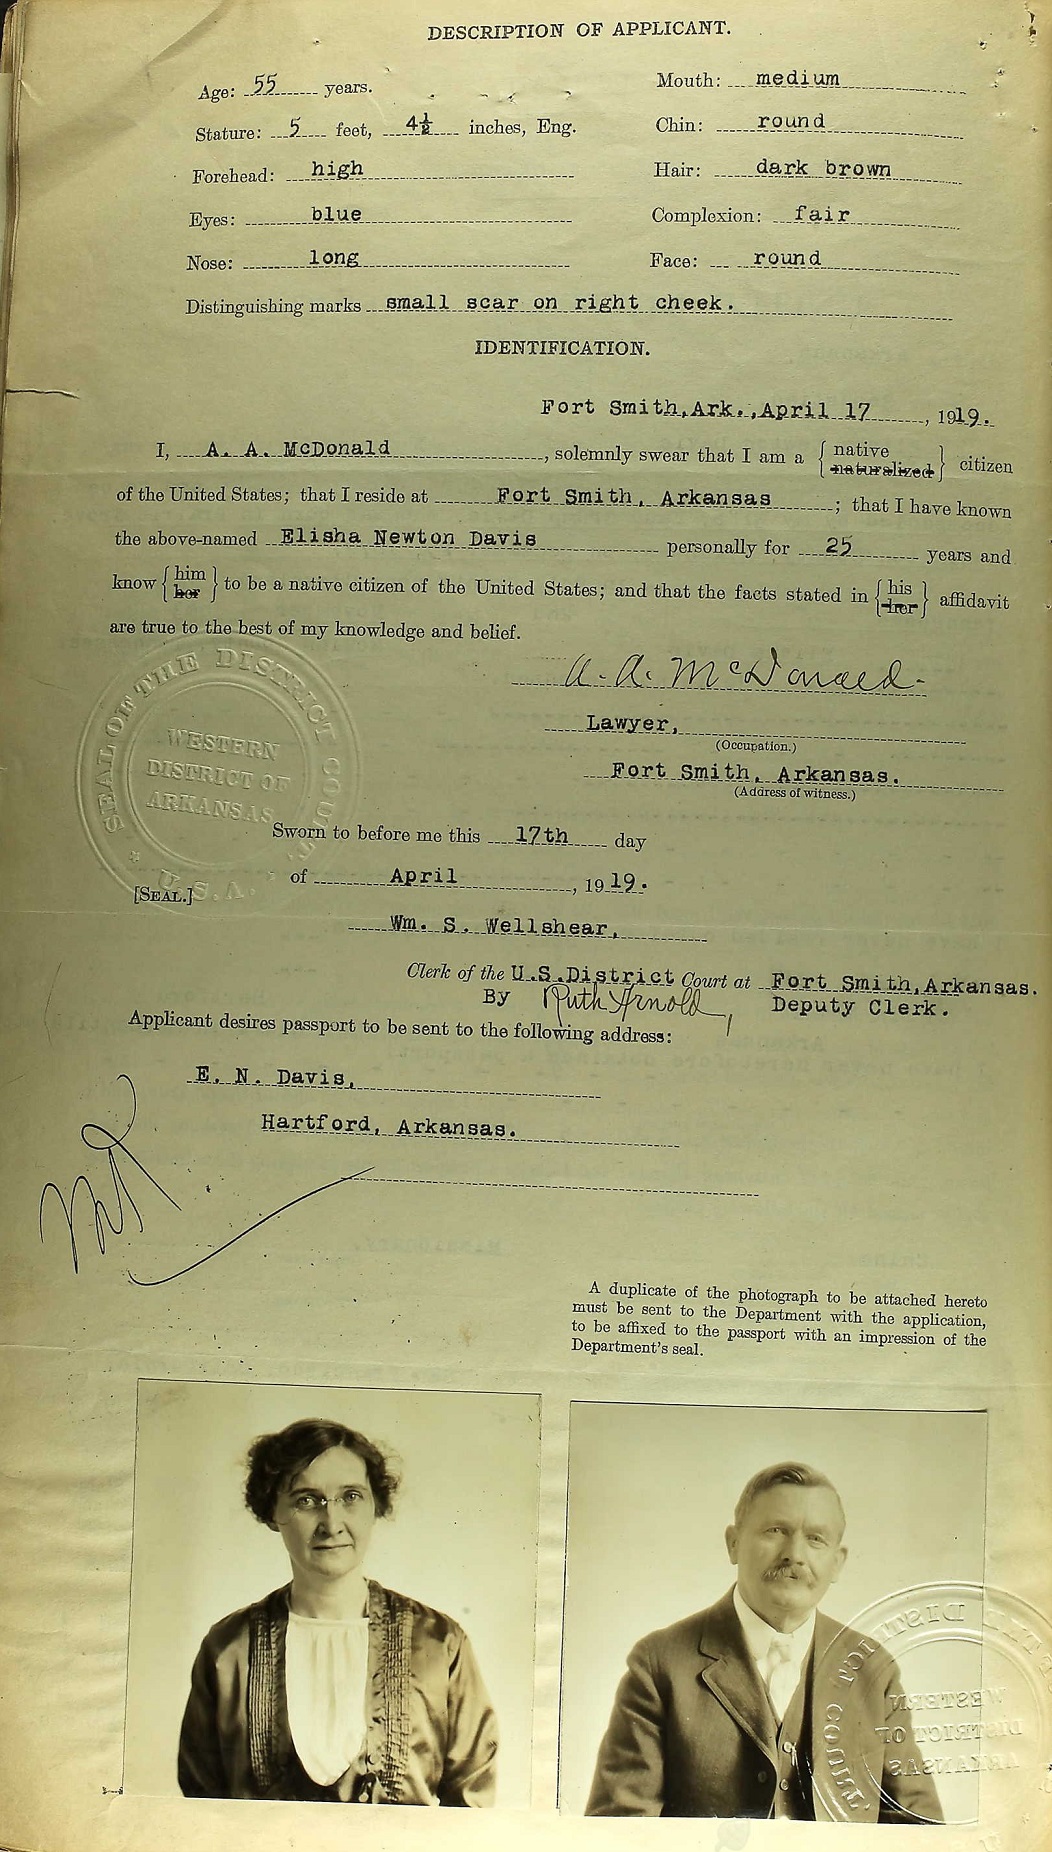 DESCRIPTION OF APPLICANT.
Age: 55 years. Mouth: medium
Stature: 5 feet, 4½ inches, Eng. Chin: round
Forehead: high Hair: dark brown
Eyes: blue Complexion: fair
Nose: long Face: round
Distinguishing marks small scar on right cheek.
IDENTIFICATION.
Fort Smith, Ark., April 17, 1919.
I, A. A. McDonald, solemnly swear that I am a { native naturalized } citizen
of the United States; that I reside at Fort Smith, Arkansas; that I have known
the above-named Elisha Newton Davis personally for 25 years and
know { him her } to be a native citizen of the United States; and that the facts stated in { his her } affidavit
are true to the best of my knowledge and belief.
A. A. McDonald.
Lawyer,
(Occupation.)
Fort Smith, Arkansas.
(Address of witness.)
SEAL OF THE DISTRICT COURT.
WESTERN
DISTRICT OF
ARKANSAS
* U.S.A. *
Sworn to before me this 17th day
of April, 1919.
[SEAL.]
Wm. S. Wellshear,
Clerk of the U.S.District Court at Fort Smith, Arkansas.
By Ruth Arnold, Deputy Clerk.
Applicant desires passport to be sent to the following address:
E. N. Davis,
Hartford, Arkansas.
A duplicate of the photograph to be attached hereto
must be sent to the Department with the application,
to be affixed to the passport with an impression of the
Department's seal.
DISTRICT COURT
WESTERN
DISTRICT OF
ARKANSAS